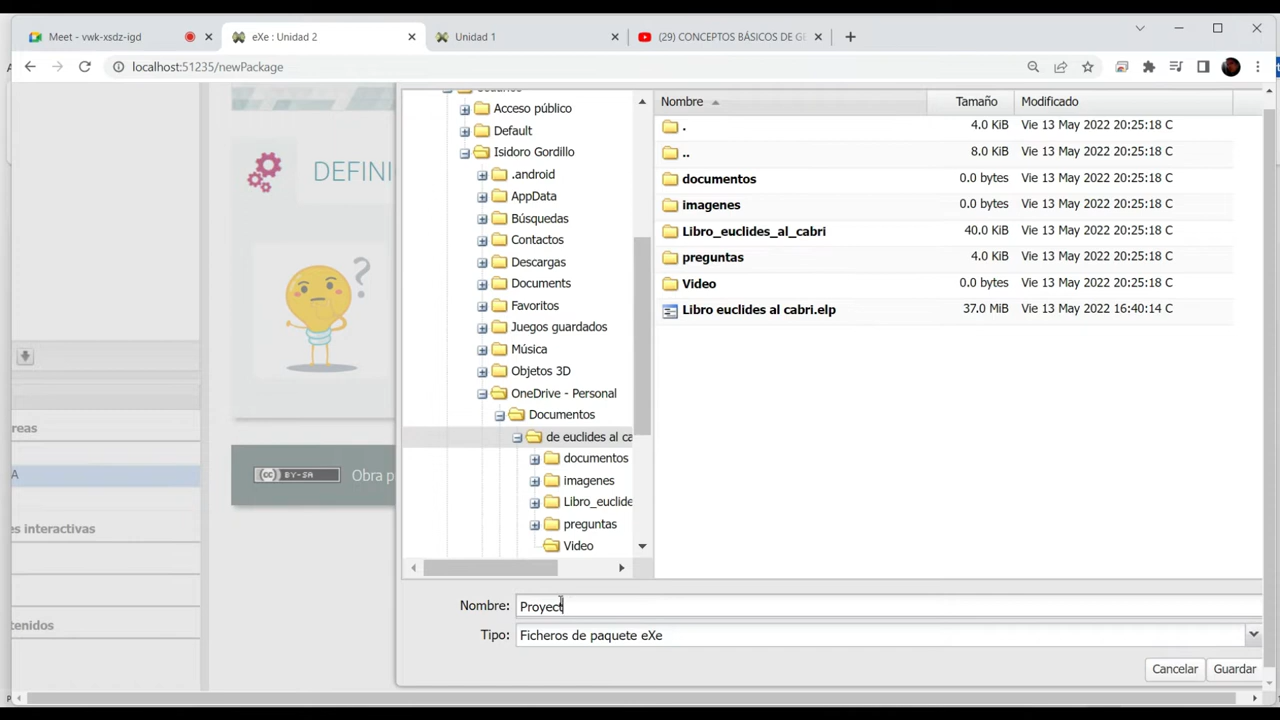 Meet - vwk-xsdz-igd
eXe : Unidad 2
Unidad 1
(29) CONCEPTOS BÁSICOS DE GE
localhost:51235/newPackage
Acceso público
Default
Isidoro Gordillo
.android
AppData
Búsquedas
Contactos
Descargas
Documents
Favoritos
Juegos guardados
Música
Objetos 3D
OneDrive - Personal
Documentos
de euclides al ca
documentos
imagenes
Libro_euclide
preguntas
Video
Nombre Tamaño Modificado
. 4.0 KiB Vie 13 May 2022 20:25:18 C
.. 8.0 KiB Vie 13 May 2022 20:25:18 C
documentos 0.0 bytes Vie 13 May 2022 20:25:18 C
imagenes 0.0 bytes Vie 13 May 2022 20:25:18 C
Libro_euclides_al_cabri 40.0 KiB Vie 13 May 2022 20:25:18 C
preguntas 4.0 KiB Vie 13 May 2022 20:25:18 C
Video 0.0 bytes Vie 13 May 2022 20:25:18 C
Libro euclides al cabri.elp 37.0 MiB Vie 13 May 2022 16:40:14 C
DEFINI
?
cc BY-SA Obra p
reas
A
es interactivas
tenidos
Nombre: Proyect
Tipo: Ficheros de paquete eXe
Cancelar Guardar